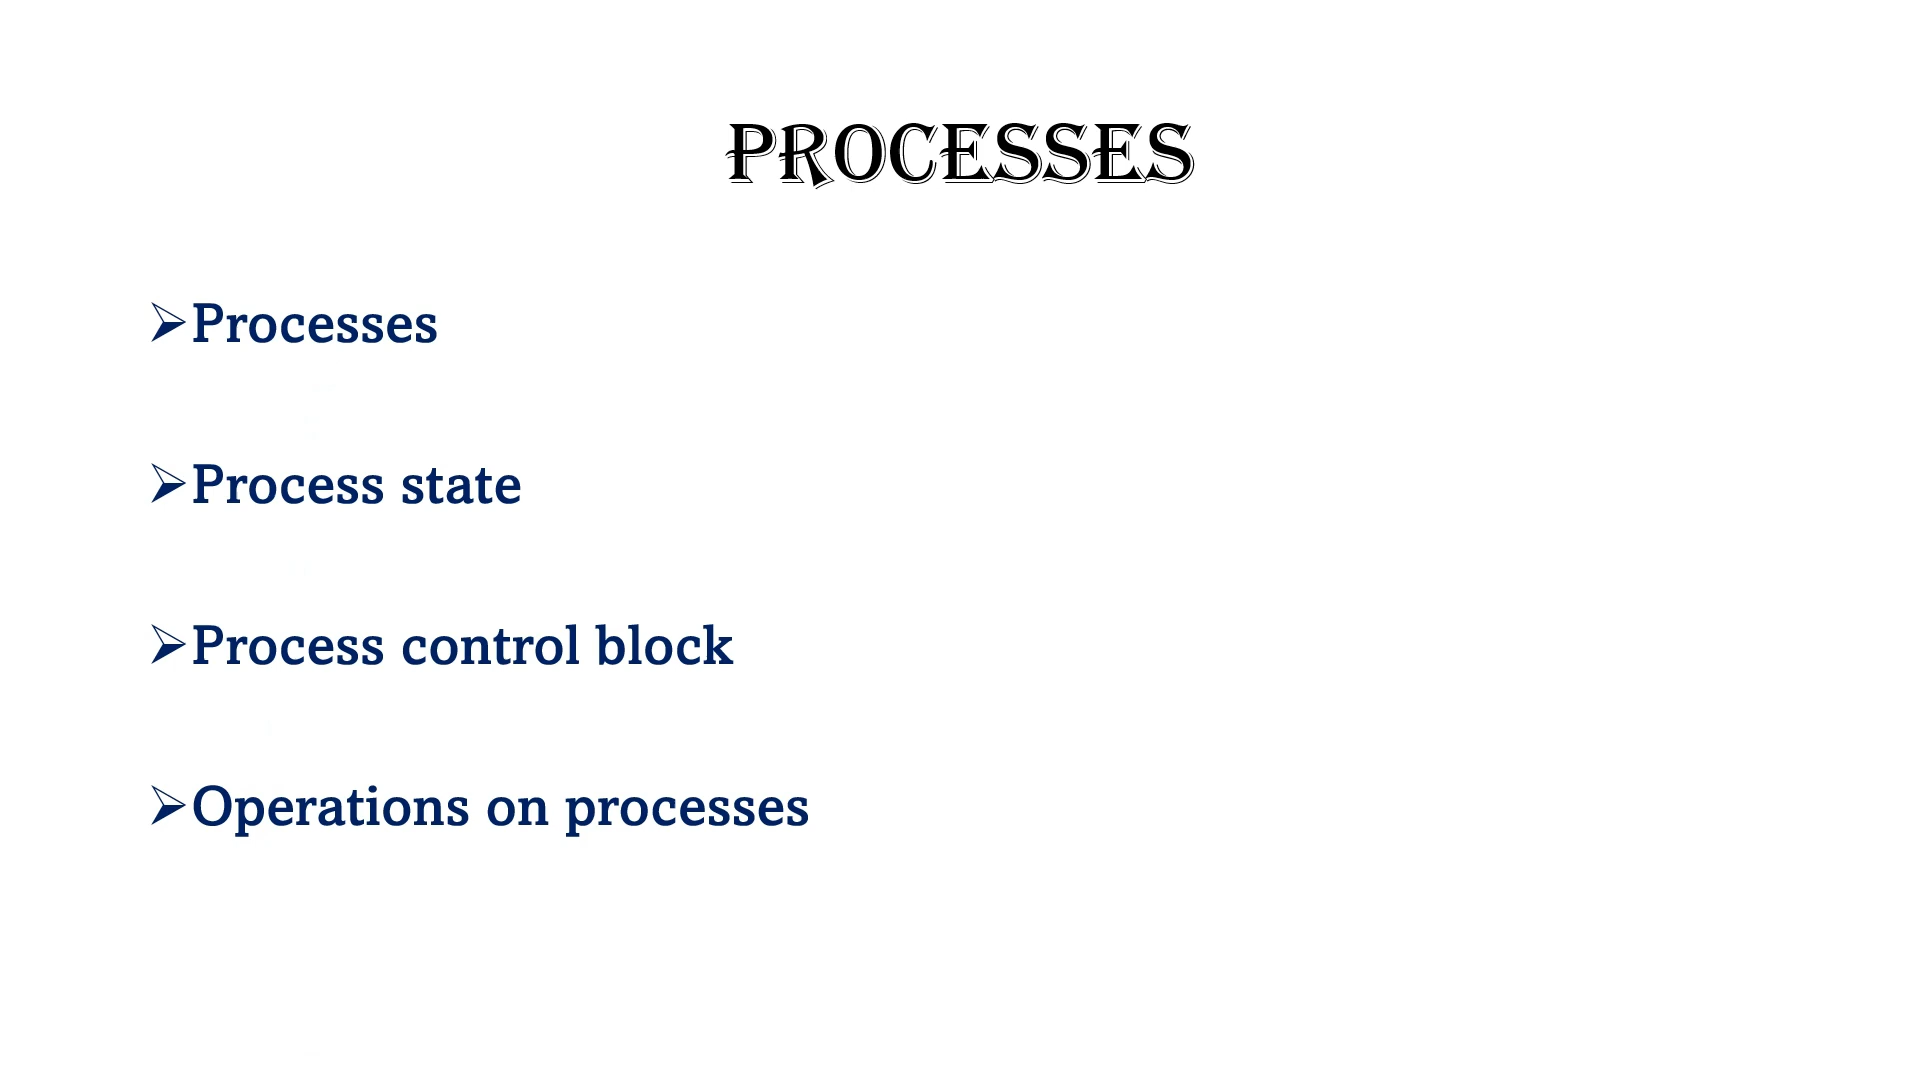 PROCESSES
➢Processes
➢Process state
➢Process control block
➢Operations on processes